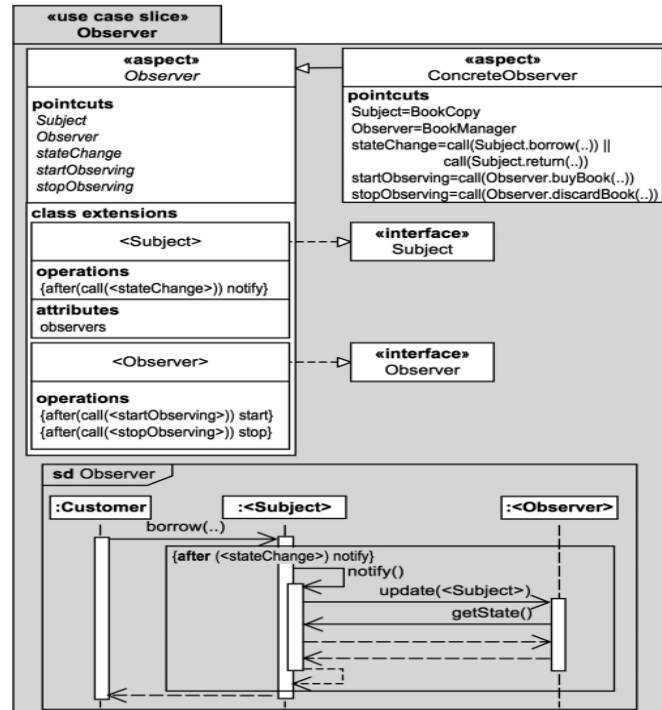 «use case slice»
Observer
«aspect»
Observer
pointcuts
Subject
Observer
stateChange
startObserving
stopObserving
class extensions
<Subject>
operations
{after(call(<stateChange>)) notify}
attributes
observers
<Observer>
operations
{after(call(<startObserving>)) start}
{after(call(<stopObserving>)) stop}
«aspect»
ConcreteObserver
pointcuts
Subject=BookCopy
Observer=BookManager
stateChange=call(Subject.borrow(..)) ||
call(Subject.return(..))
startObserving=call(Observer.buyBook(..))
stopObserving=call(Observer.discardBook(..))
«interface»
Subject
«interface»
Observer
sd Observer
:Customer
:<Subject>
:<Observer>
borrow(..)
{after (<stateChange>) notify}
notify()
update(<Subject>)
getState()